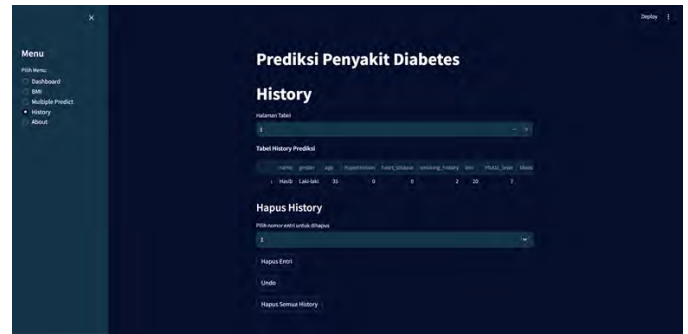 ×
Deploy
Menu
Pilih Menu:
Dashboard
BMI
Multiple Predict
History
About
Prediksi Penyakit Diabetes
History
Halaman Tabel
1
Tabel History Prediksi
name gender age hypertension heart_disease smoking_history bmi HbA1c_level blood
1 Hasib Laki-laki 35 0 0 2 20 7
Hapus History
Pilih nomor entri untuk dihapus
1
Hapus Entri
Undo
Hapus Semua History